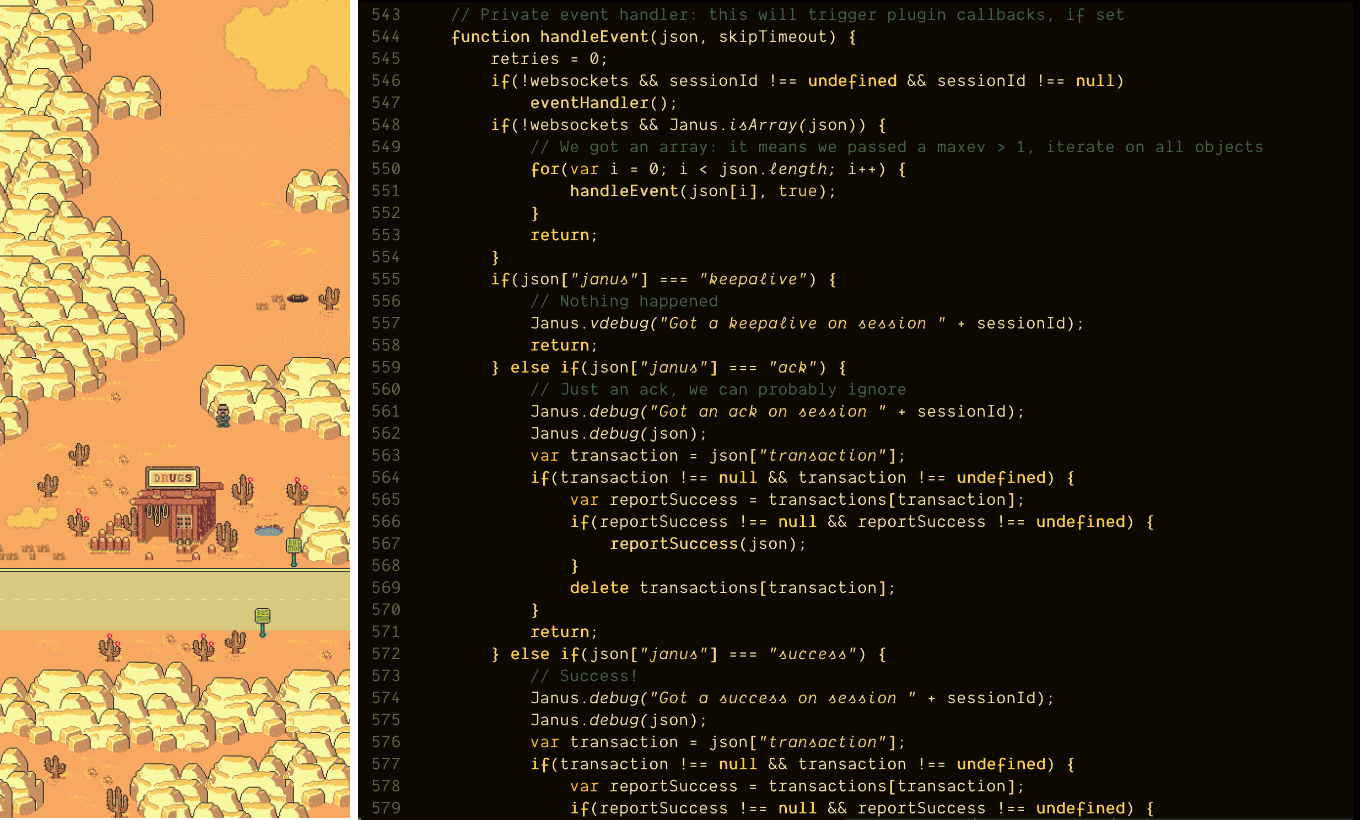 DRUGS
BUS
STOP
BUS
STOP
543 // Private event handler: this will trigger plugin callbacks, if set
544 function handleEvent(json, skipTimeout) {
545 retries = 0;
546 if(!websockets && sessionId !== undefined && sessionId !== null)
547 eventHandler();
548 if(!websockets && Janus.isArray(json)) {
549 // We got an array: it means we passed a maxev > 1, iterate on all objects
550 for(var i = 0; i < json.length; i++) {
551 handleEvent(json[i], true);
552 }
553 return;
554 }
555 if(json["janus"] === "keepalive") {
556 // Nothing happened
557 Janus.vdebug("Got a keepalive on session " + sessionId);
558 return;
559 } else if(json["janus"] === "ack") {
560 // Just an ack, we can probably ignore
561 Janus.debug("Got an ack on session " + sessionId);
562 Janus.debug(json);
563 var transaction = json["transaction"];
564 if(transaction !== null && transaction !== undefined) {
565 var reportSuccess = transactions[transaction];
566 if(reportSuccess !== null && reportSuccess !== undefined) {
567 reportSuccess(json);
568 }
569 delete transactions[transaction];
570 }
571 return;
572 } else if(json["janus"] === "success") {
573 // Success!
574 Janus.debug("Got a success on session " + sessionId);
575 Janus.debug(json);
576 var transaction = json["transaction"];
577 if(transaction !== null && transaction !== undefined) {
578 var reportSuccess = transactions[transaction];
579 if(reportSuccess !== null && reportSuccess !== undefined) {